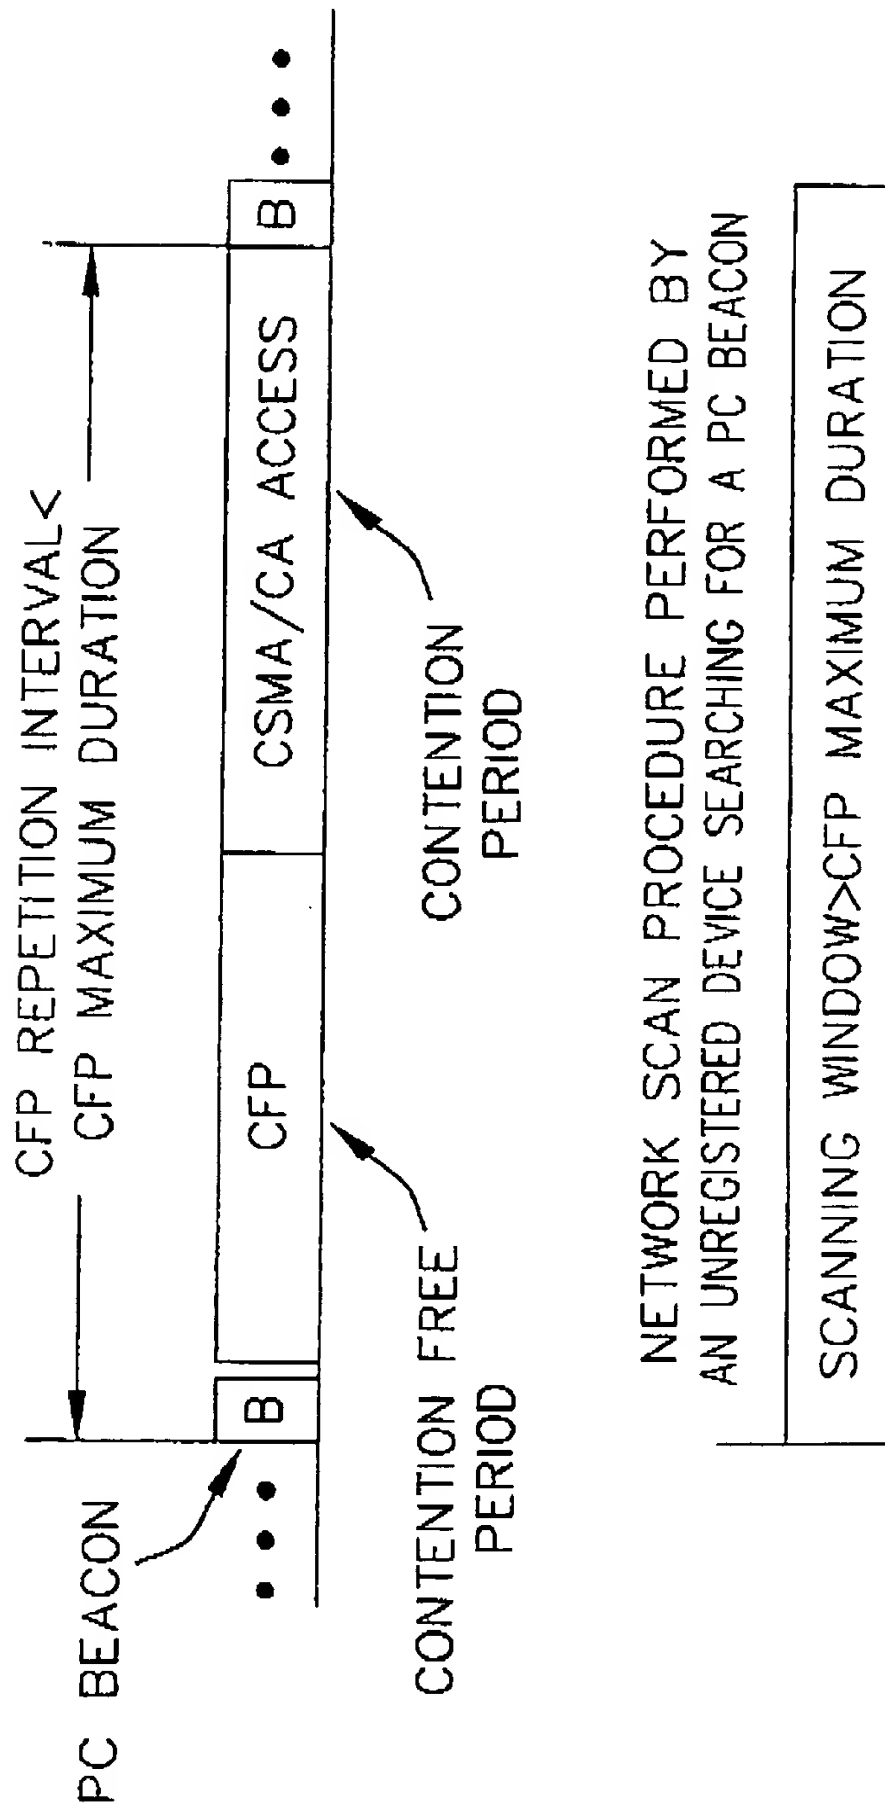 CFP REPETITION INTERVAL<
CFP MAXIMUM DURATION
PC BEACON
B
CFP
CSMA/CA ACCESS
B
CONTENTION FREE
PERIOD
CONTENTION
PERIOD
NETWORK SCAN PROCEDURE PERFORMED BY
AN UNREGISTERED DEVICE SEARCHING FOR A PC BEACON
SCANNING WINDOW>CFP MAXIMUM DURATION